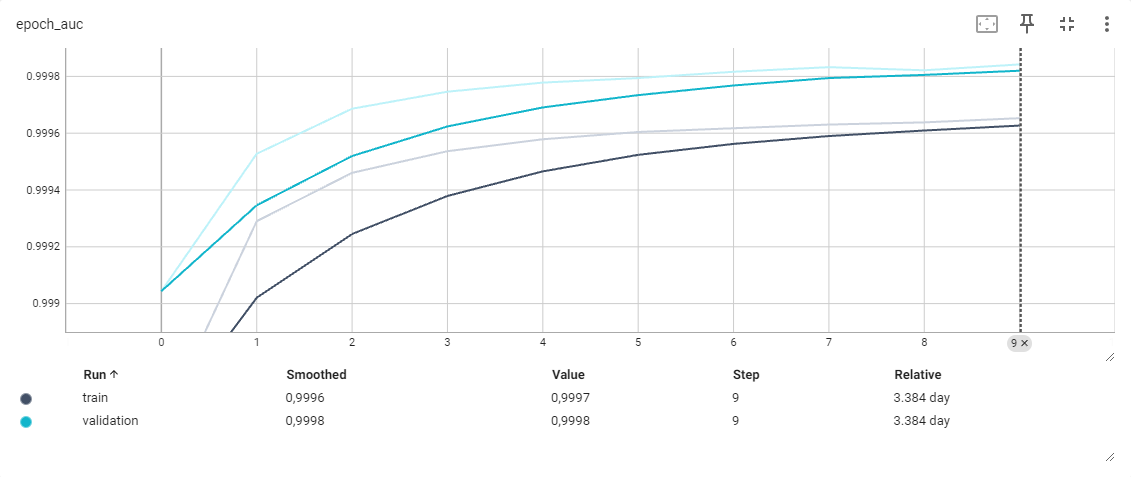 epoch_auc
0.9998
0.9996
0.9994
0.9992
0.999
0 1 2 3 4 5 6 7 8 9 ×
Run ↑ Smoothed Value Step Relative
train 0,9996 0,9997 9 3.384 day
validation 0,9998 0,9998 9 3.384 day